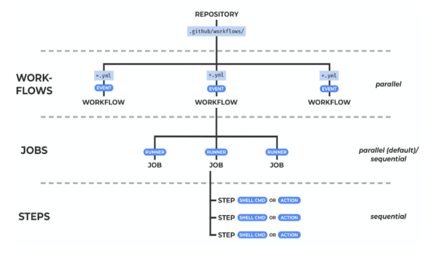 REPOSITORY
.github/workflows/
WORK-
FLOWS
*.yml *.yml *.yml
EVENT EVENT EVENT
WORKFLOW WORKFLOW WORKFLOW
parallel
JOBS
RUNNER RUNNER RUNNER
JOB JOB JOB
parallel (default)/
sequential
STEPS
STEP SHELL CMD OR ACTION
STEP SHELL CMD OR ACTION
STEP SHELL CMD OR ACTION
sequential